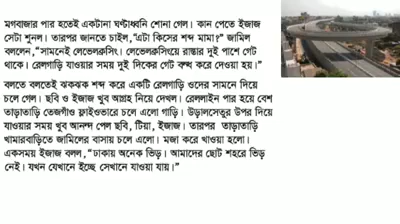 মগবাজার পার হতেই একটানা ঘণ্টাধ্বনি শোনা গেল। কান পেতে ইজাজ
সেটা শুনল। তারপর জানতে চাইল, “এটা কিসের শব্দ মামা?” জামিল
বললেন, “সামনেই লেভেলক্রসিং। লেভেলক্রসিংয়ে রাস্তার দুই পাশে গেট
থাকে। রেলগাড়ি যাওয়ার সময় দুই দিকের গেট বন্ধ করে দেওয়া হয়।”
বলতে বলতেই ঝকঝক শব্দ করে একটি রেলগাড়ি ওদের সামনে দিয়ে
চলে গেল। ছবি ও ইজাজ খুব আগ্রহ নিয়ে দেখল। রেললাইন পার হয়ে বেশ
তাড়াতাড়ি তেজগাঁও ফ্লাইওভারে চলে এলো গাড়ি। উড়ালসেতুর উপর দিয়ে
যাওয়ার সময় খুব আনন্দ পেল ছবি, টিয়া, ইজাজ। তারপর তাড়াতাড়ি
খামারবাড়িতে জামিলের বাসায় চলে এলো। মজা করে খাওয়া হলো।
একসময় ইজাজ বলল, “ঢাকায় অনেক ভিড়। আমাদের ছোট শহরে ভিড়
নেই। যখন যেখানে ইচ্ছে সেখানে যাওয়া যায়।”